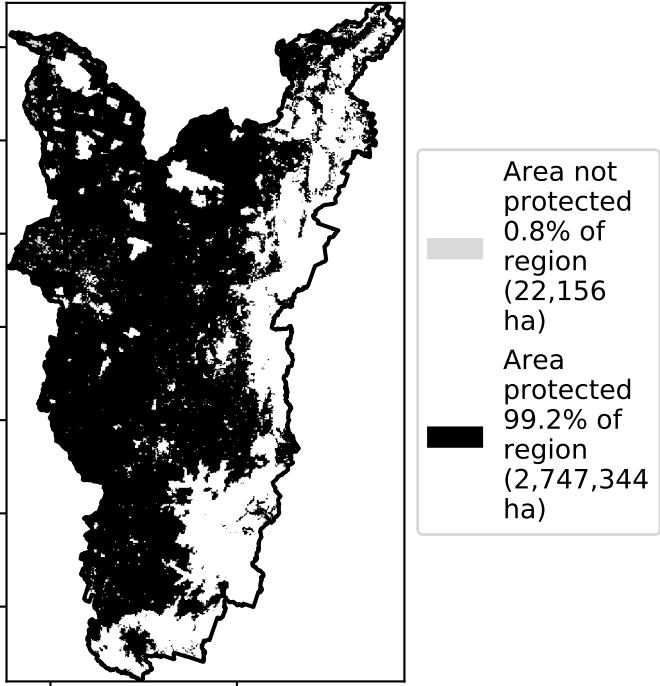 Area not
protected
0.8% of
region
(22,156
ha)
Area
protected
99.2% of
region
(2,747,344
ha)